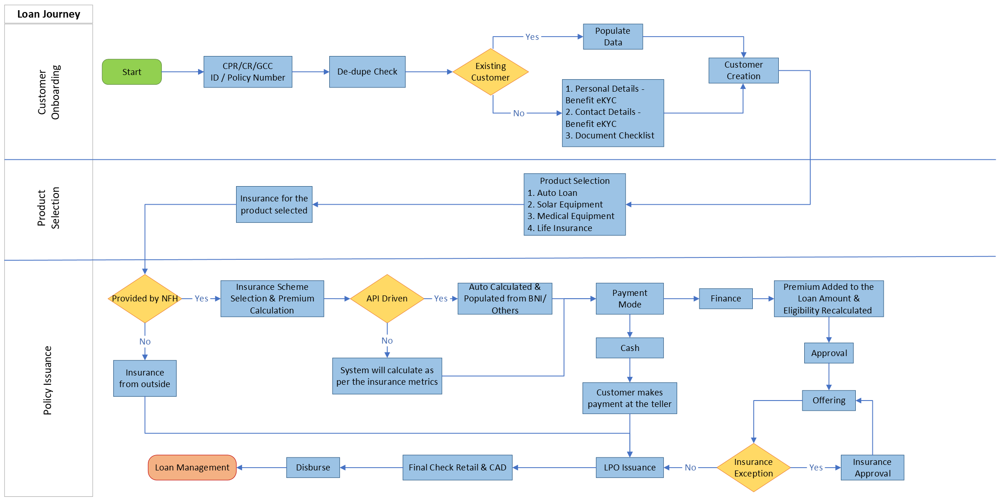 Loan Journey
Customer
Onboarding
Start
CPR/CR/GCC
ID / Policy Number
De-dupe Check
Existing
Customer
Yes
Populate
Data
No
1. Personal Details -
Benefit eKYC
2. Contact Details -
Benefit eKYC
3. Document Checklist
Customer
Creation
Product
Selection
Product Selection
1. Auto Loan
2. Solar Equipment
3. Medical Equipment
4. Life Insurance
Insurance for the
product selected
Policy Issuance
Provided by NFH
Yes
Insurance Scheme
Selection & Premium
Calculation
API Driven
Yes
Auto Calculated &
Populated from BNI/
Others
Payment
Mode
Finance
Premium Added to the
Loan Amount &
Eligibility Recalculated
No
Insurance
from outside
No
System will calculate as
per the insurance metrics
Cash
Customer makes
payment at the teller
Approval
Offering
Loan Management
Disburse
Final Check Retail & CAD
LPO Issuance
No
Insurance
Exception
Yes
Insurance
Approval